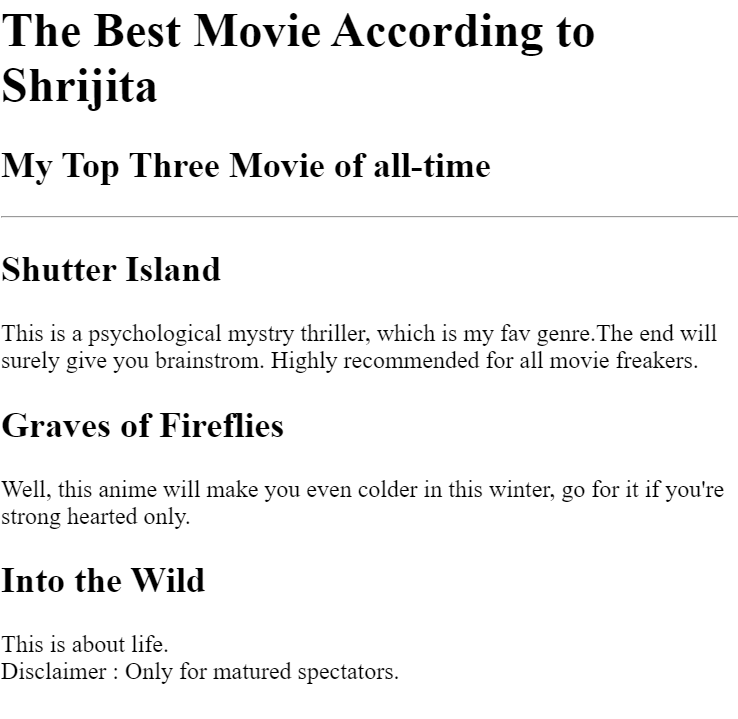 The Best Movie According to
Shrijita
My Top Three Movie of all-time
Shutter Island
This is a psychological mystry thriller, which is my fav genre.The end will
surely give you brainstrom. Highly recommended for all movie freakers.
Graves of Fireflies
Well, this anime will make you even colder in this winter, go for it if you're
strong hearted only.
Into the Wild
This is about life.
Disclaimer : Only for matured spectators.